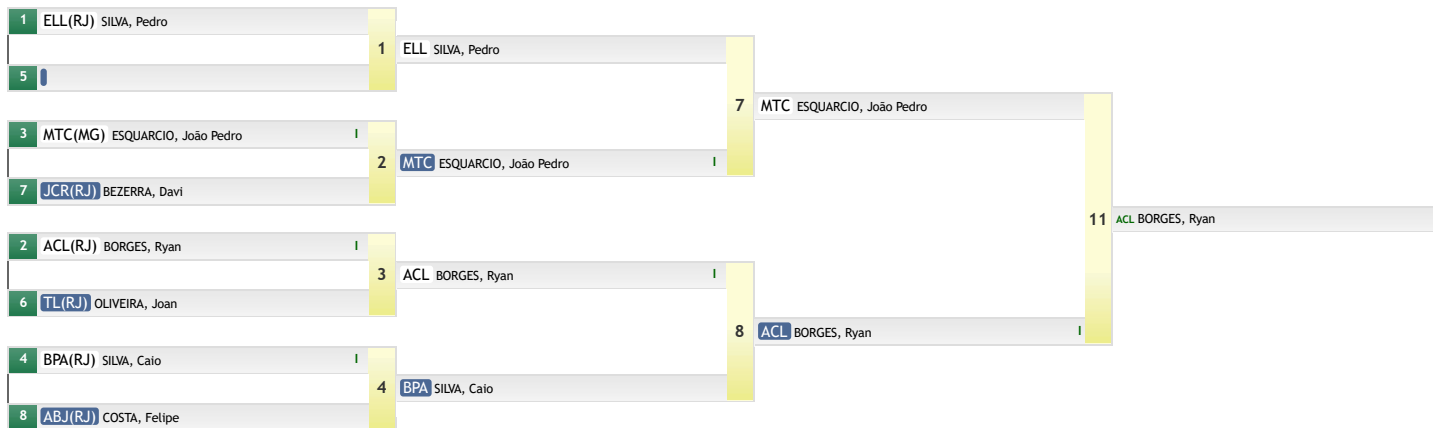 1 ELL(RJ) SILVA, Pedro
1 ELL SILVA, Pedro
5
7 MTC ESQUARCIO, João Pedro
3 MTC(MG) ESQUARCIO, João Pedro I
2 MTC ESQUARCIO, João Pedro I
7 JCR(RJ) BEZERRA, Davi
11 ACL BORGES, Ryan
2 ACL(RJ) BORGES, Ryan I
3 ACL BORGES, Ryan I
6 TL(RJ) OLIVEIRA, Joan
8 ACL BORGES, Ryan I
4 BPA(RJ) SILVA, Caio I
4 BPA SILVA, Caio
8 ABJ(RJ) COSTA, Felipe